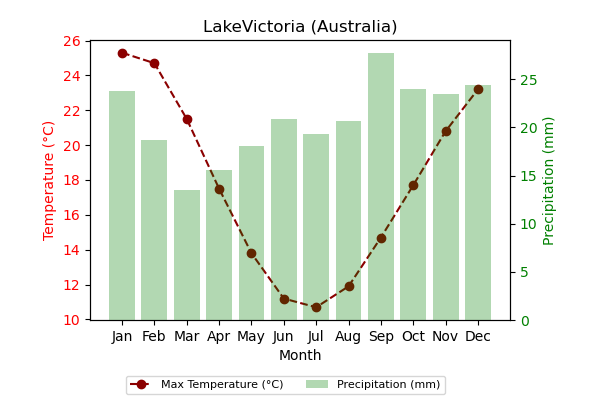 LakeVictoria (Australia)
26
24
22
20
18
16
14
12
10
Temperature (°C)
25
20
15
10
5
0
Precipitation (mm)
Jan Feb Mar Apr May Jun Jul Aug Sep Oct Nov Dec
Month
Max Temperature (°C) Precipitation (mm)